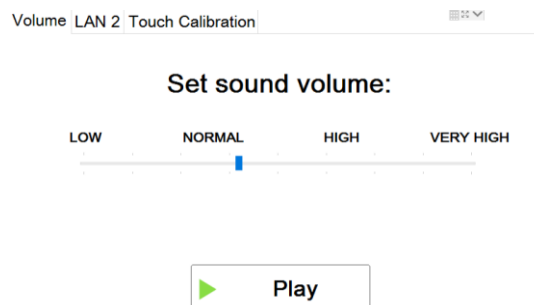 Volume LAN 2 Touch Calibration
Set sound volume:
LOW NORMAL HIGH VERY HIGH
Play